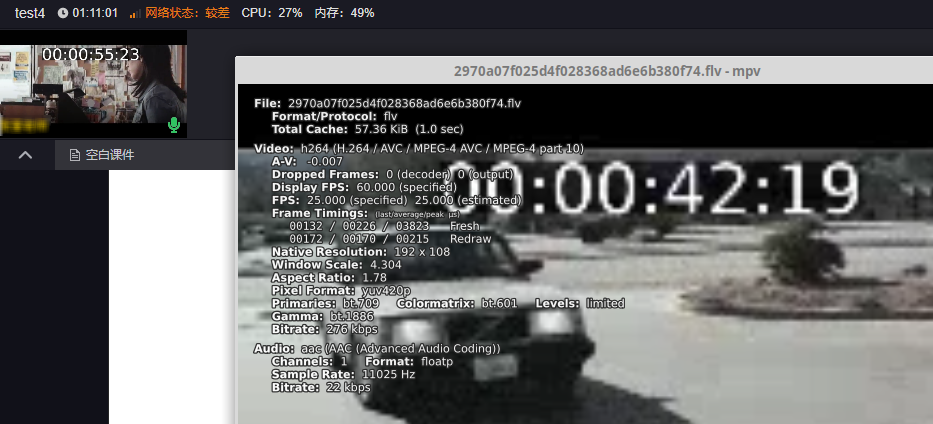 test4 01:11:01 网络状态：较差 CPU：27% 内存：49%
00:00:55:23
空白课件
2970a07f025d4f028368ad6e6b380f74.flv - mpv
00:00:42:19
File: 2970a07f025d4f028368ad6e6b380f74.flv
Format/Protocol: flv
Total Cache: 57.36 KiB (1.0 sec)
Video: h264 (H.264 / AVC / MPEG-4 AVC / MPEG-4 part 10)
A-V: -0.007
Dropped Frames: 0 (decoder) 0 (output)
Display FPS: 60.000 (specified)
FPS: 25.000 (specified) 25.000 (estimated)
Frame Timings: (last/average/peak μs)
00132 / 00226 / 03823 Fresh
00172 / 00170 / 00215 Redraw
Native Resolution: 192 x 108
Window Scale: 4.304
Aspect Ratio: 1.78
Pixel Format: yuv420p
Primaries: bt.709 Colormatrix: bt.601 Levels: limited
Gamma: bt.1886
Bitrate: 276 kbps
Audio: aac (AAC (Advanced Audio Coding))
Channels: 1 Format: floatp
Sample Rate: 11025 Hz
Bitrate: 22 kbps